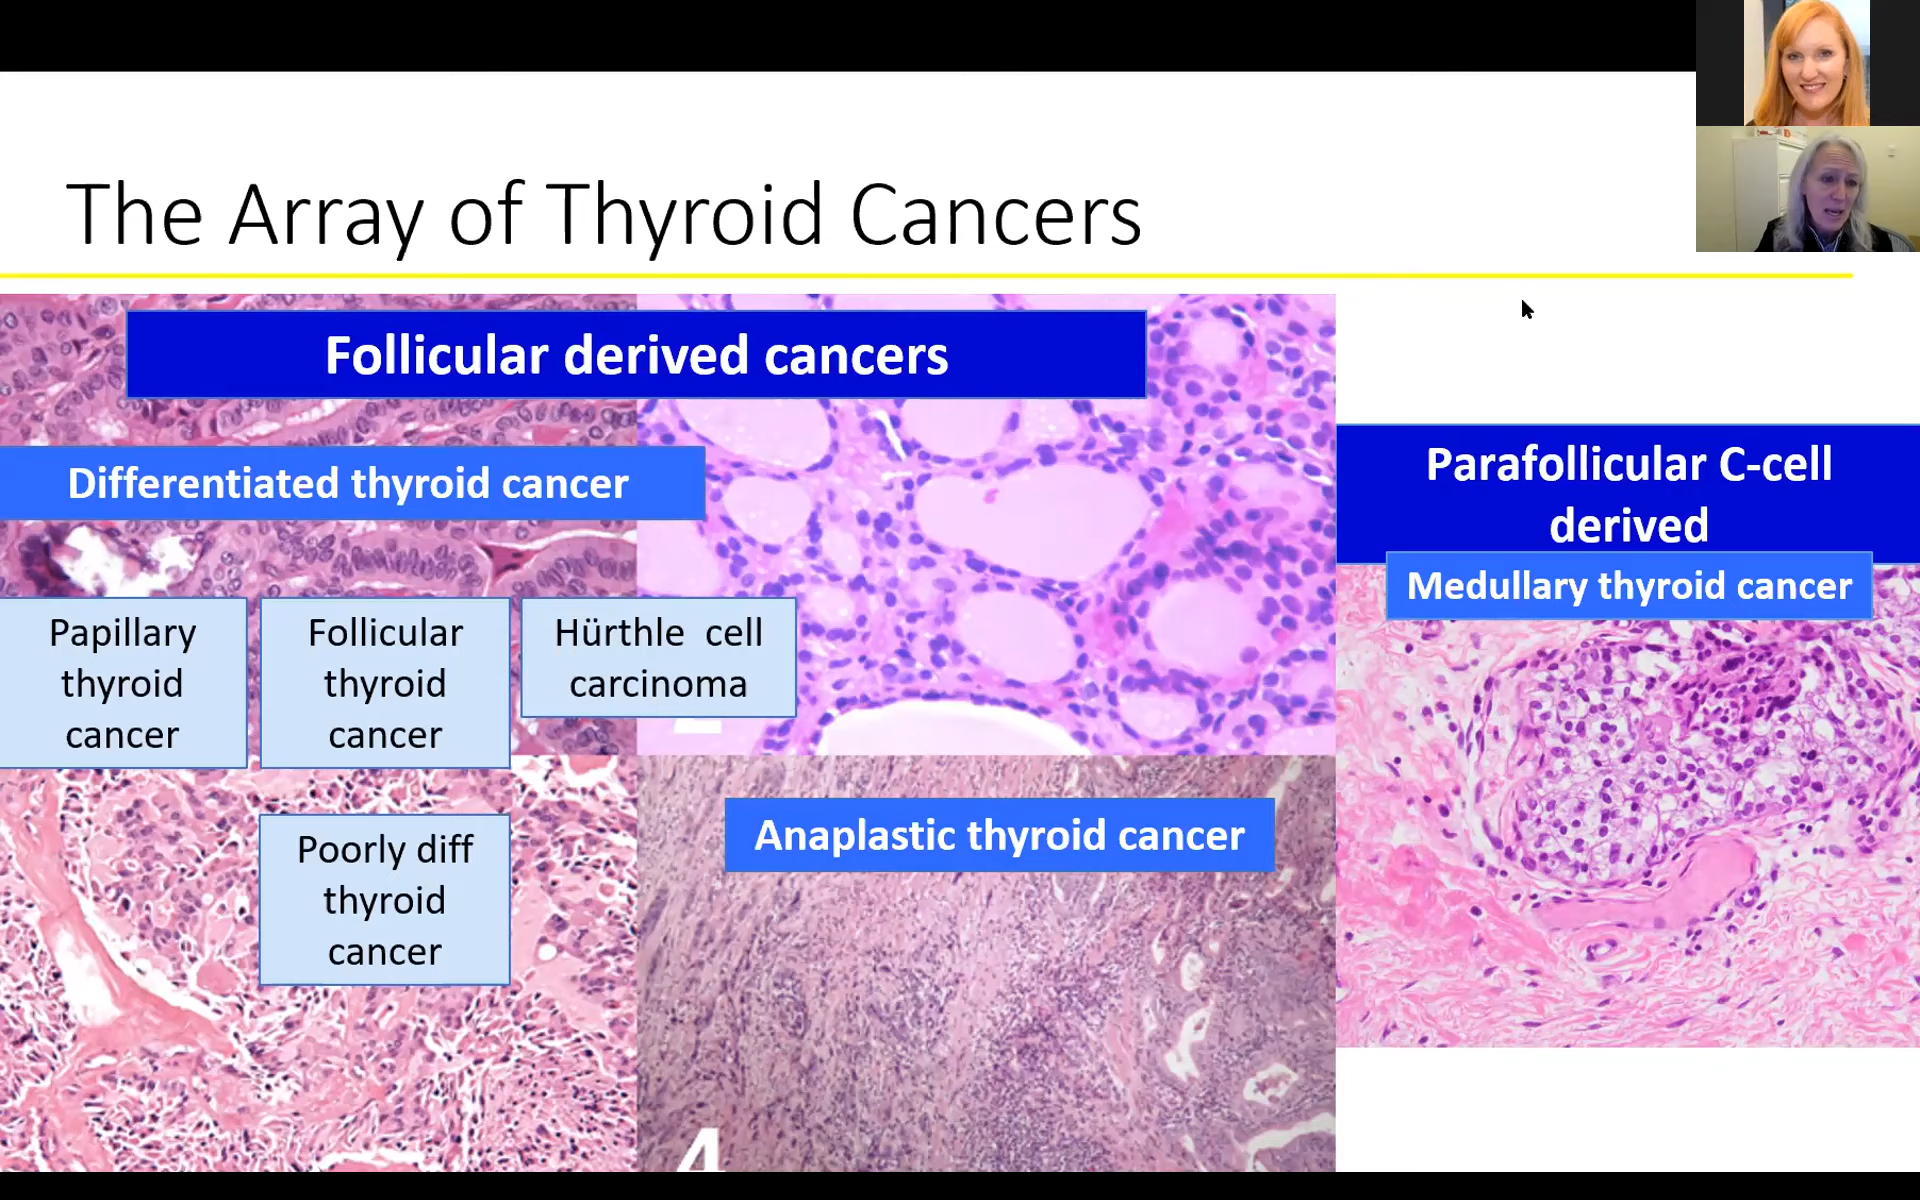 The Array of Thyroid Cancers
Follicular derived cancers
Differentiated thyroid cancer
Papillary
thyroid
cancer
Follicular
thyroid
cancer
Hürthle cell
carcinoma
Poorly diff
thyroid
cancer
Anaplastic thyroid cancer
4
Parafollicular C-cell
derived
Medullary thyroid cancer